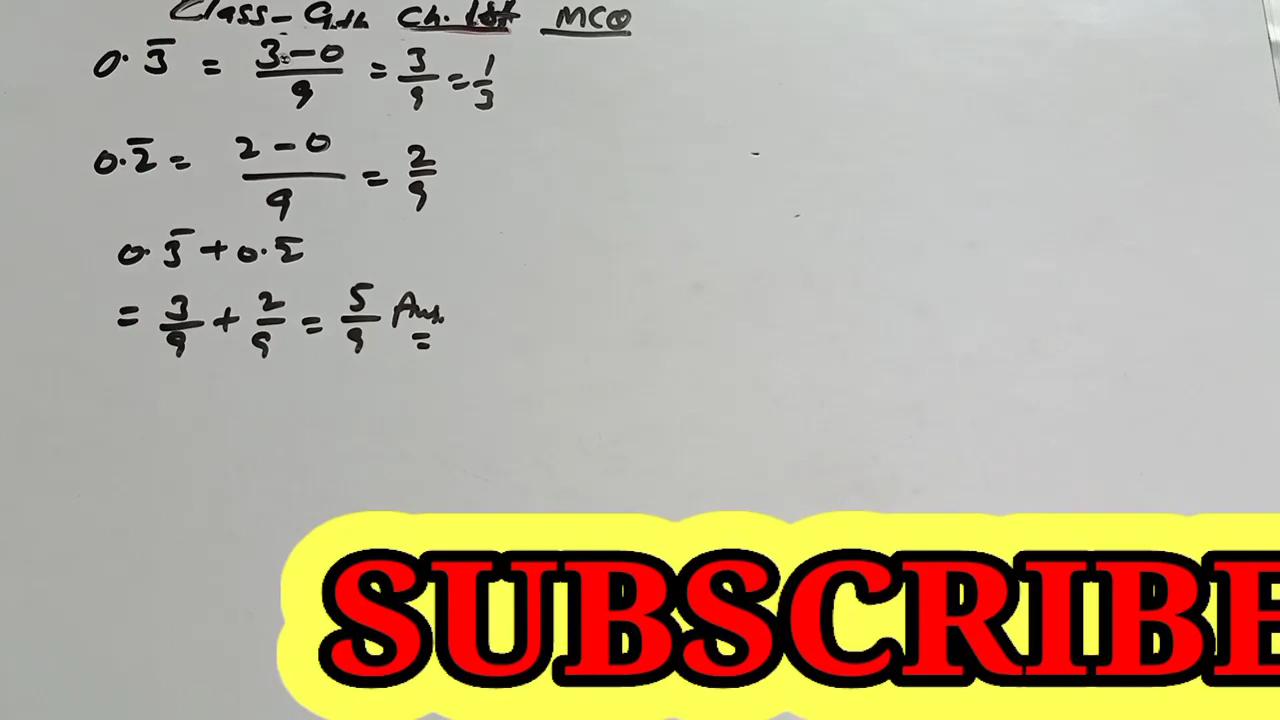 Class- 9th Ch. 1st MCQ
0.3̅ = 3-0/9 = 3/9 = 1/3
0.2̅ = 2-0/9 = 2/9
0.3̅ + 0.2̅
= 3/9 + 2/9 = 5/9 Ans.
SUBSCRIBE